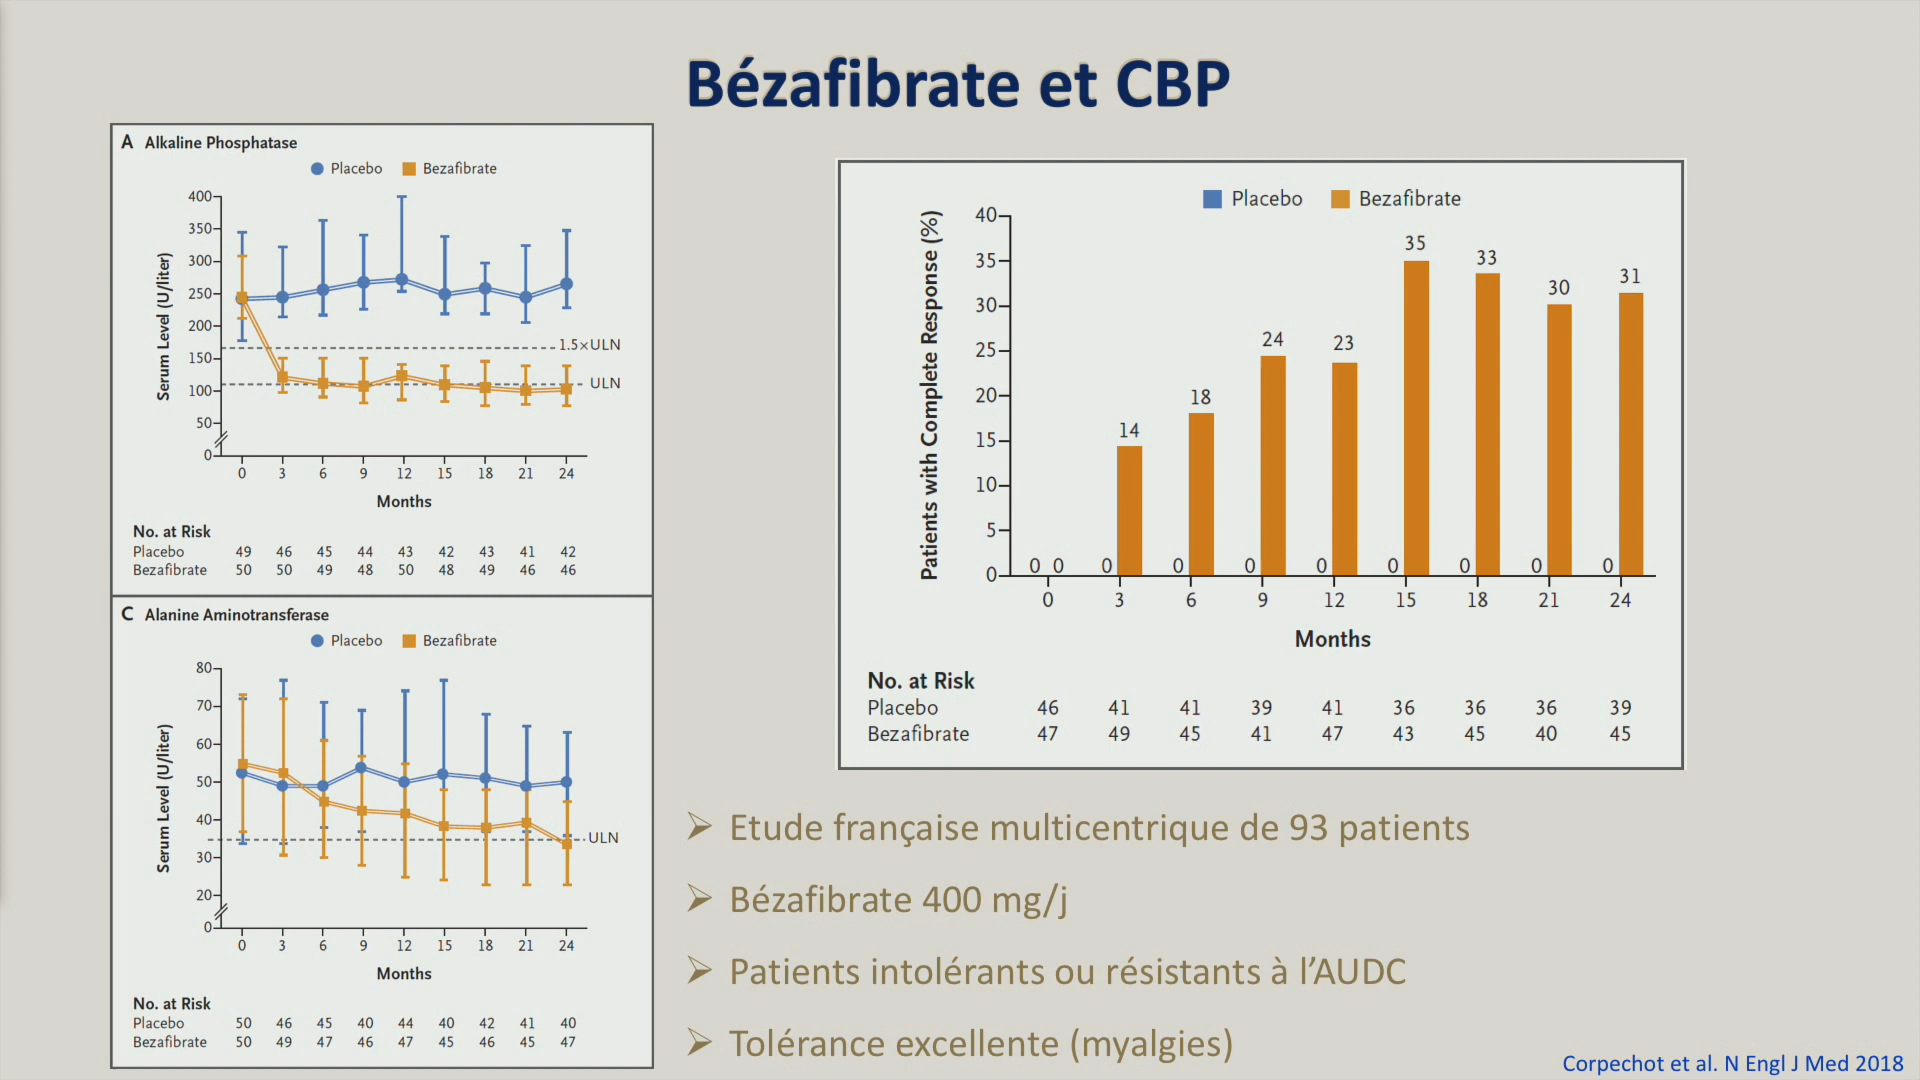 Bézafibrate et CBP
A Alkaline Phosphatase
Placebo Bezafibrate
Serum Level (U/liter)
400
350
300
250
200
150
100
50
0
1.5×ULN
ULN
0 3 6 9 12 15 18 21 24
Months
No. at Risk
Placebo 49 46 45 44 43 42 43 41 42
Bezafibrate 50 50 49 48 50 48 49 46 46
C Alanine Aminotransferase
Placebo Bezafibrate
Serum Level (U/liter)
80
70
60
50
40
30
20
0
ULN
0 3 6 9 12 15 18 21 24
Months
No. at Risk
Placebo 50 46 45 40 44 40 42 41 40
Bezafibrate 50 49 47 46 47 45 46 45 47
Placebo Bezafibrate
Patients with Complete Response (%)
40
35
30
25
20
15
10
5
0
0 0 0 14 0 18 0 24 0 23 0 35 0 33 0 30 0 31
0 3 6 9 12 15 18 21 24
Months
No. at Risk
Placebo 46 41 41 39 41 36 36 36 39
Bezafibrate 47 49 45 41 47 43 45 40 45
➢ Etude française multicentrique de 93 patients
➢ Bézafibrate 400 mg/j
➢ Patients intolérants ou résistants à l’AUDC
➢ Tolérance excellente (myalgies)
Corpechot et al. N Engl J Med 2018